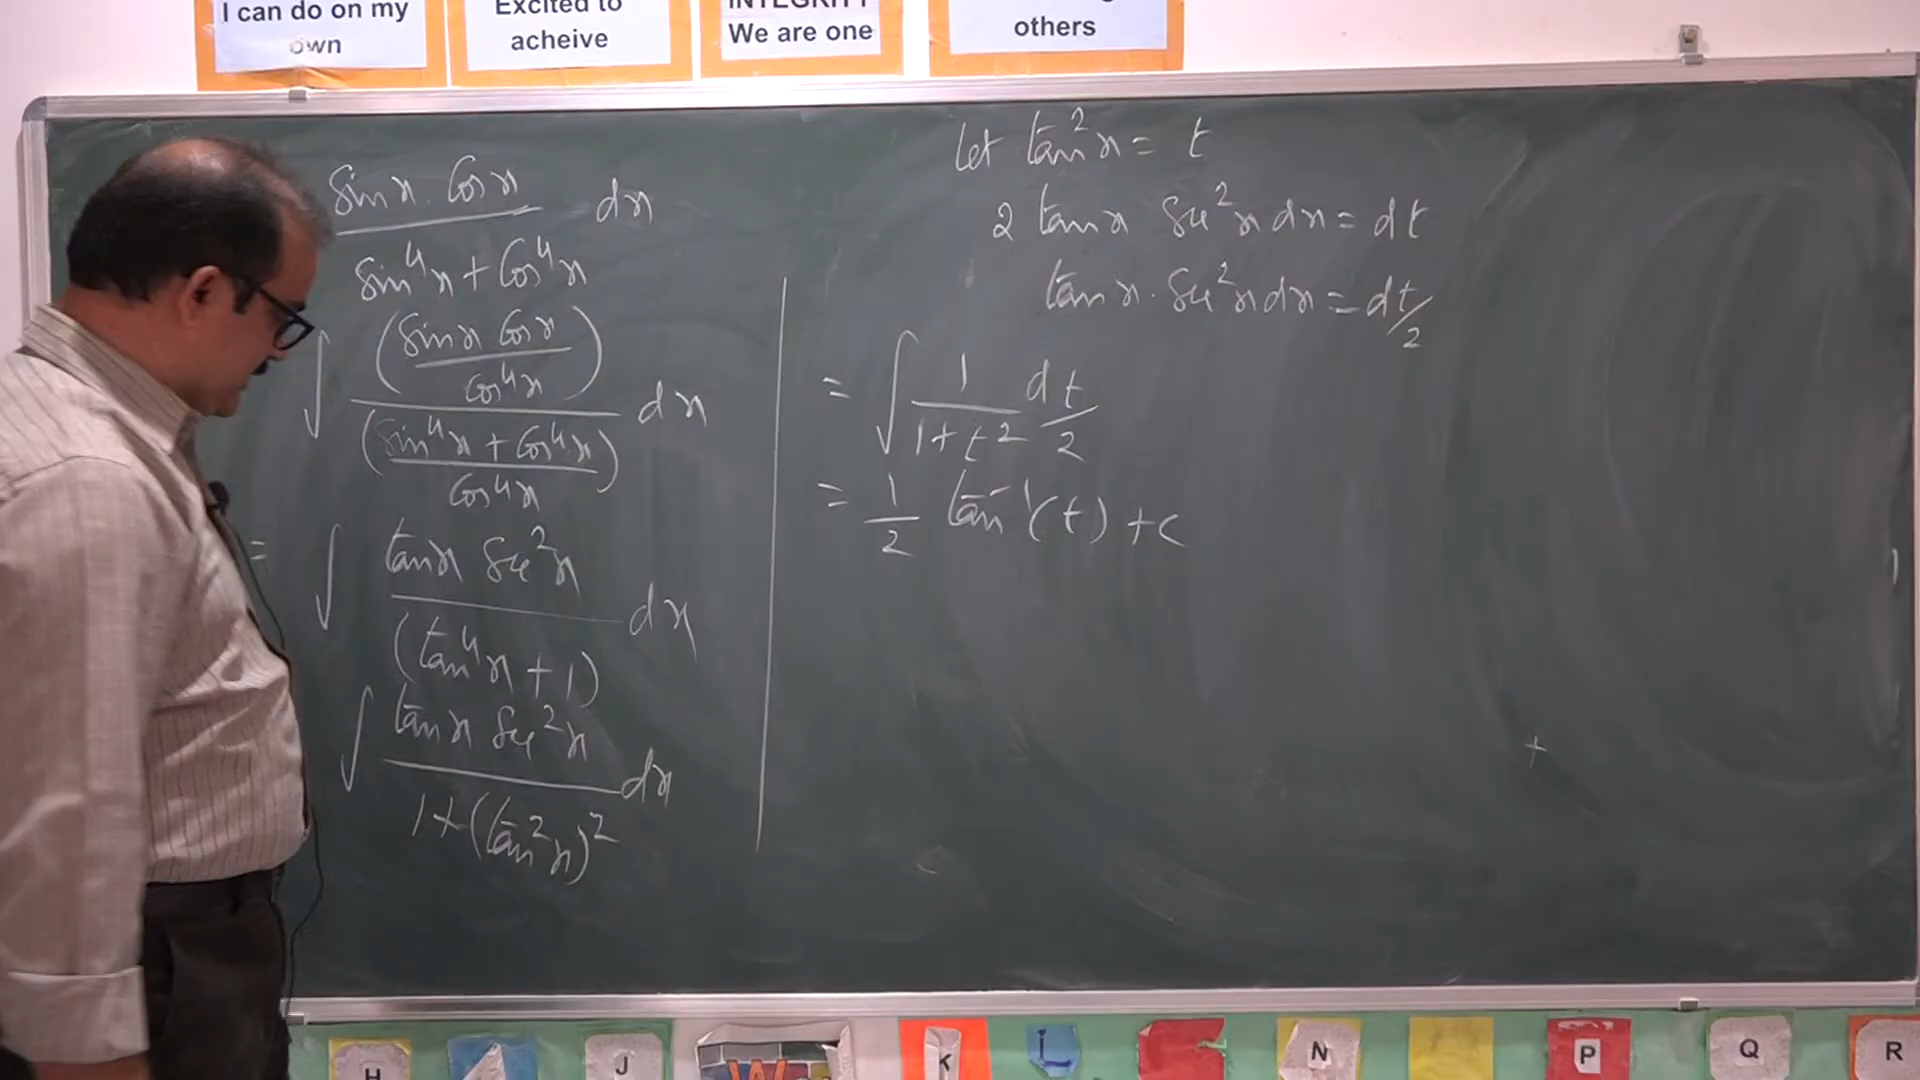 I can do on my
own
Excited to
acheive
INTEGRITY
We are one
others
sin x . cos x dx
sin⁴x + cos⁴x
∫ (sin x cos x / cos⁴x) / ((sin⁴x + cos⁴x) / cos⁴x) dx
= ∫ tan x sec²x / (tan⁴x + 1) dx
∫ tan x sec²x / 1+(tan²x)² dx
let tan²x = t
2 tan x sec²x dx = dt
tan x . sec²x dx = dt/2
= ∫ 1/(1+t²) dt/2
= 1/2 tan⁻¹(t) + c
H
J
K
L
N
P
Q
R